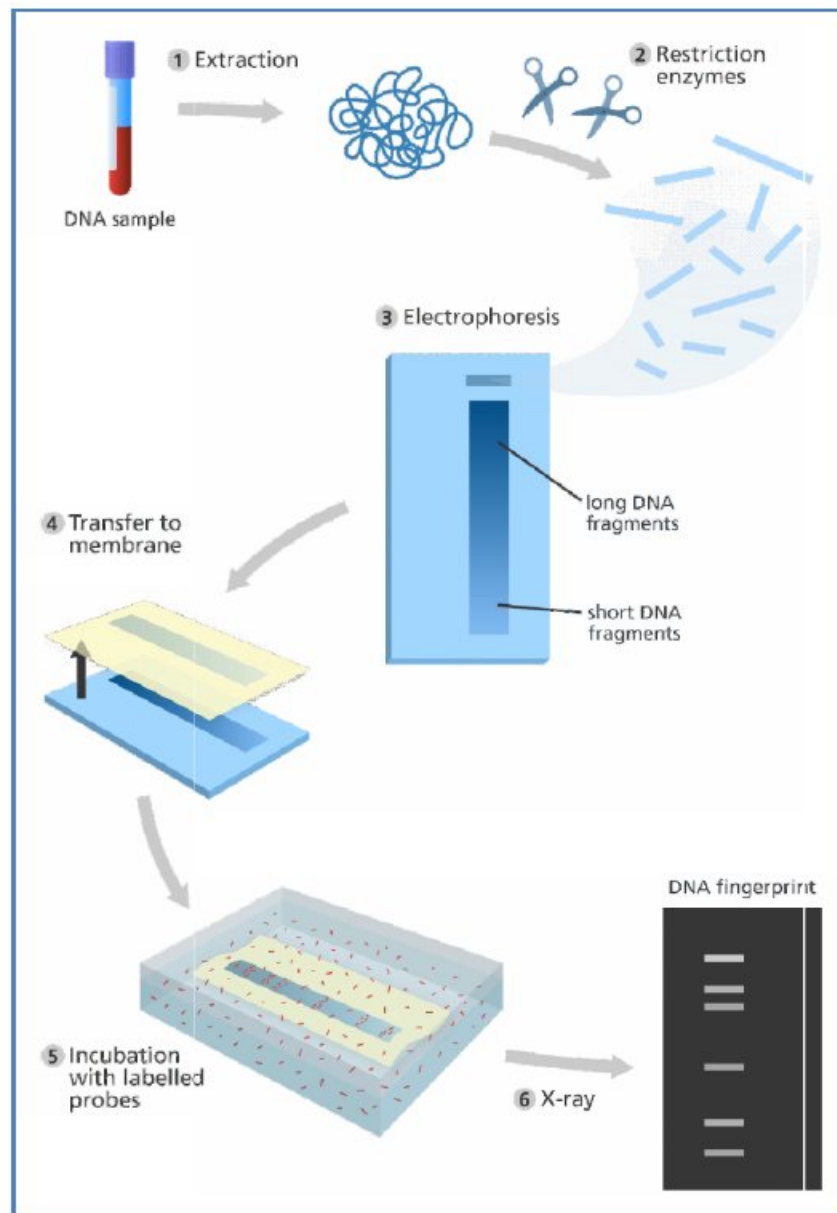 1 Extraction
2 Restriction
enzymes
DNA sample
3 Electrophoresis
long DNA
fragments
short DNA
fragments
4 Transfer to
membrane
DNA fingerprint
5 Incubation
with labelled
probes
6 X-ray